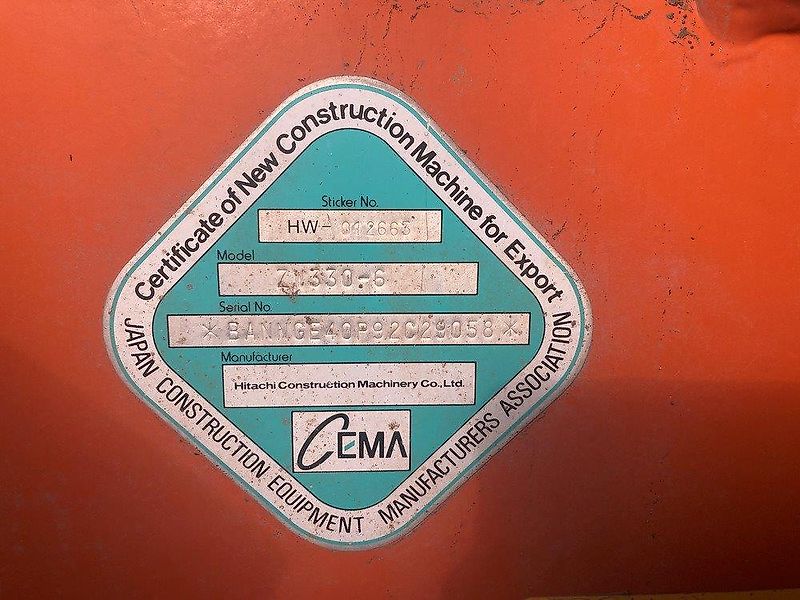 Certificate of New Construction Machine for Export
Sticker No.
HW-012663
Model
330-6
Serial No.
*BANNGE40P92C29058*
Manufacturer
Hitachi Construction Machinery Co., Ltd.
CEMA
JAPAN CONSTRUCTION EQUIPMENT MANUFACTURERS ASSOCIATION